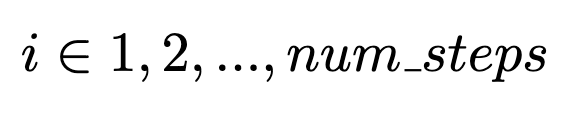 i ∈ 1, 2, ..., num_steps